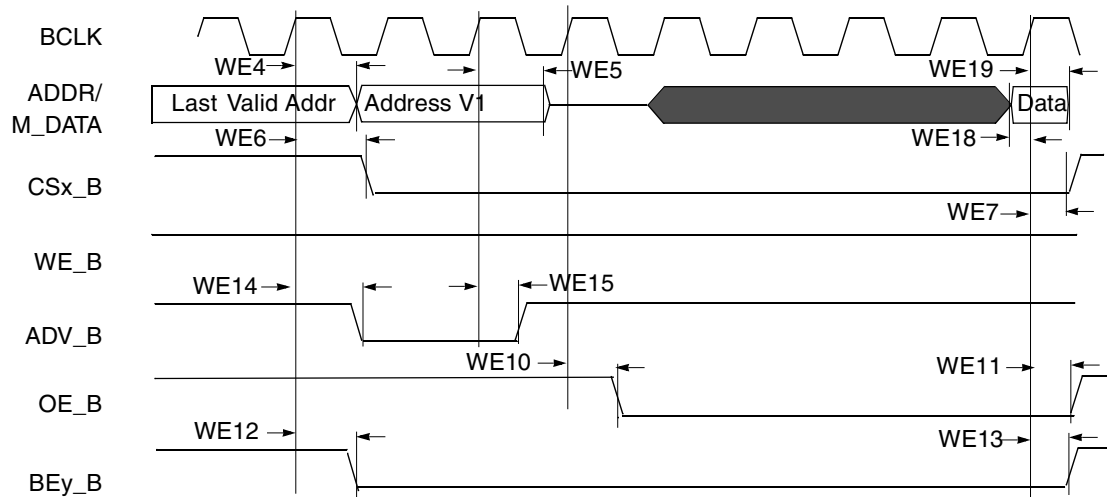 BCLK
WE4
WE5
WE19
ADDR/
M_DATA
Last Valid Addr
Address V1
Data
WE6
WE18
CSx_B
WE7
WE_B
WE14
WE15
ADV_B
WE10
WE11
OE_B
WE12
WE13
BEy_B